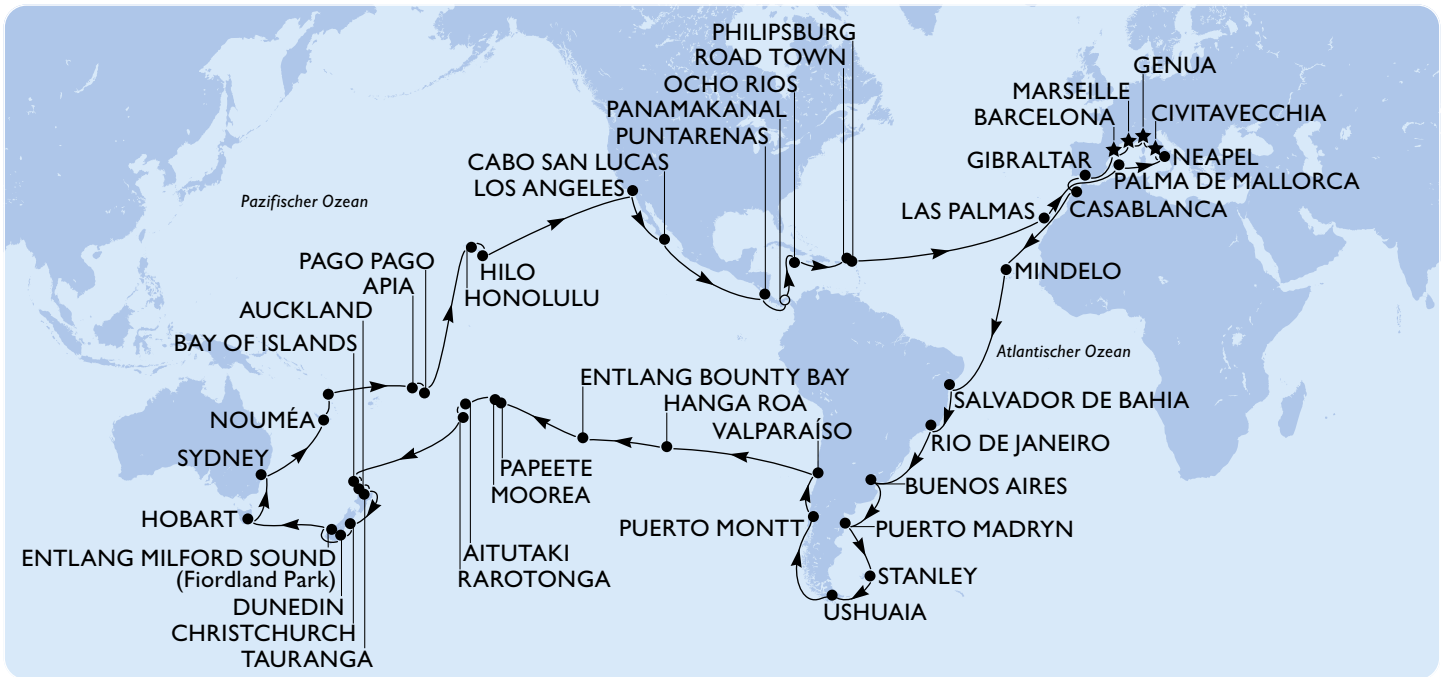 PHILIPSBURG
ROAD TOWN
OCHO RIOS
PANAMAKANAL
PUNTARENAS
CABO SAN LUCAS
LOS ANGELES
GENUA
MARSEILLE
BARCELONA
CIVITAVECCHIA
GIBRALTAR
NEAPEL
PALMA DE MALLORCA
LAS PALMAS
CASABLANCA
Pazifischer Ozean
PAGO PAGO
APIA
HILO
HONOLULU
MINDELO
AUCKLAND
BAY OF ISLANDS
Atlantischer Ozean
ENTLANG BOUNTY BAY
HANGA ROA
VALPARAÍSO
SALVADOR DE BAHIA
NOUMÉA
RIO DE JANEIRO
SYDNEY
PAPEETE
MOOREA
BUENOS AIRES
HOBART
PUERTO MONTT
PUERTO MADRYN
ENTLANG MILFORD SOUND
(Fiordland Park)
AITUTAKI
RAROTONGA
STANLEY
USHUAIA
DUNEDIN
CHRISTCHURCH
TAURANGA